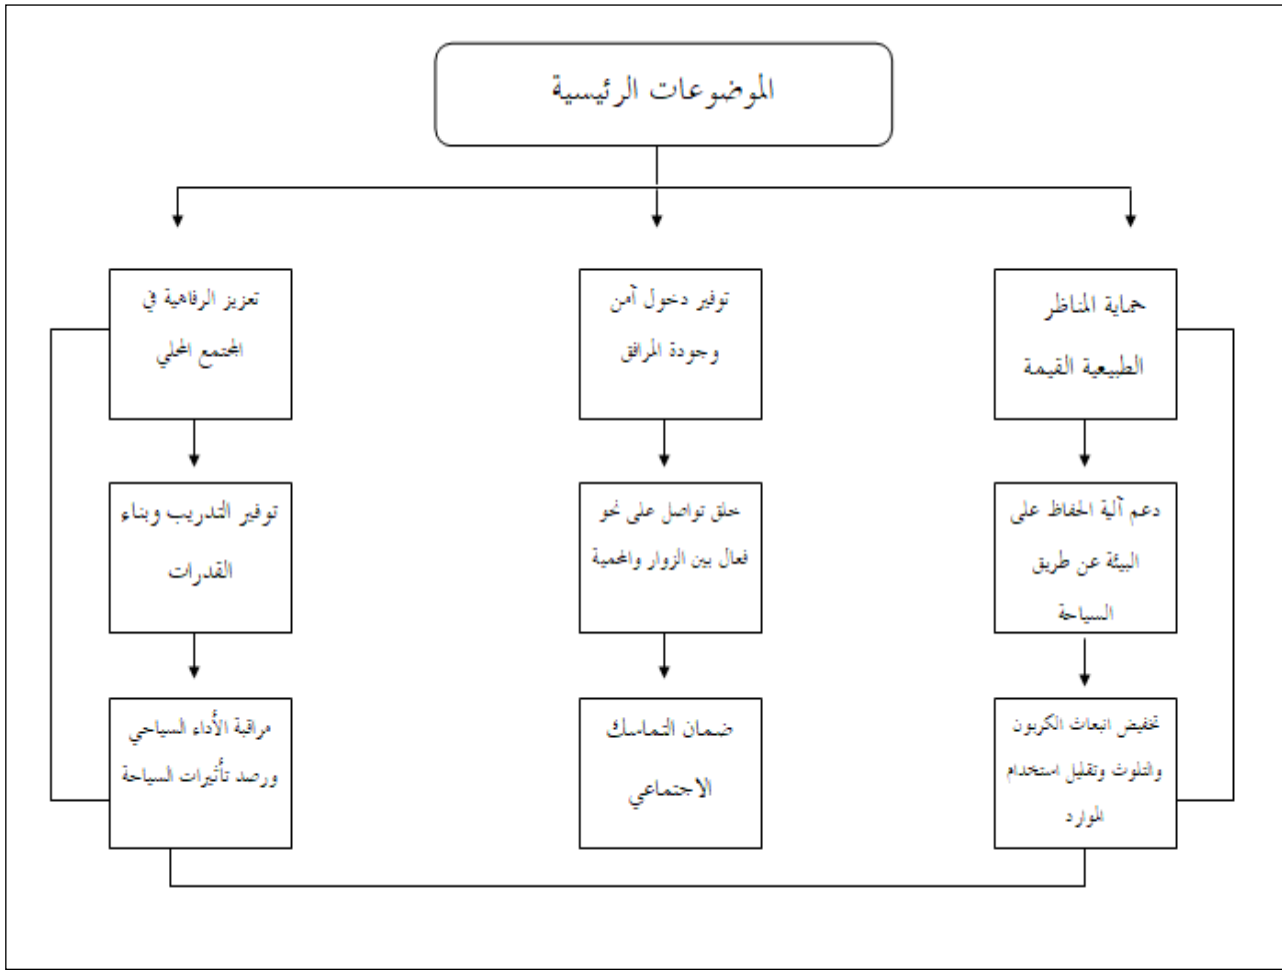 الموضوعات الرئيسية
حماية المناظر
الطبيعية القيمة
توفير دخول آمن
وجودة المرافق
تعزيز الرفاهية في
المجتمع المحلي
دعم آلية الحفاظ على
البيئة عن طريق
السياحة
خلق تواصل على نحو
فعال بين الزوار والمحمية
توفير التدريب وبناء
القدرات
تخفيض انبعاث الكربون
والتلوث وتقليل استخدام
الموارد
ضمان التماسك
الاجتماعي
مراقبة الأداء السياحي
ورصد تأثيرات السياحة